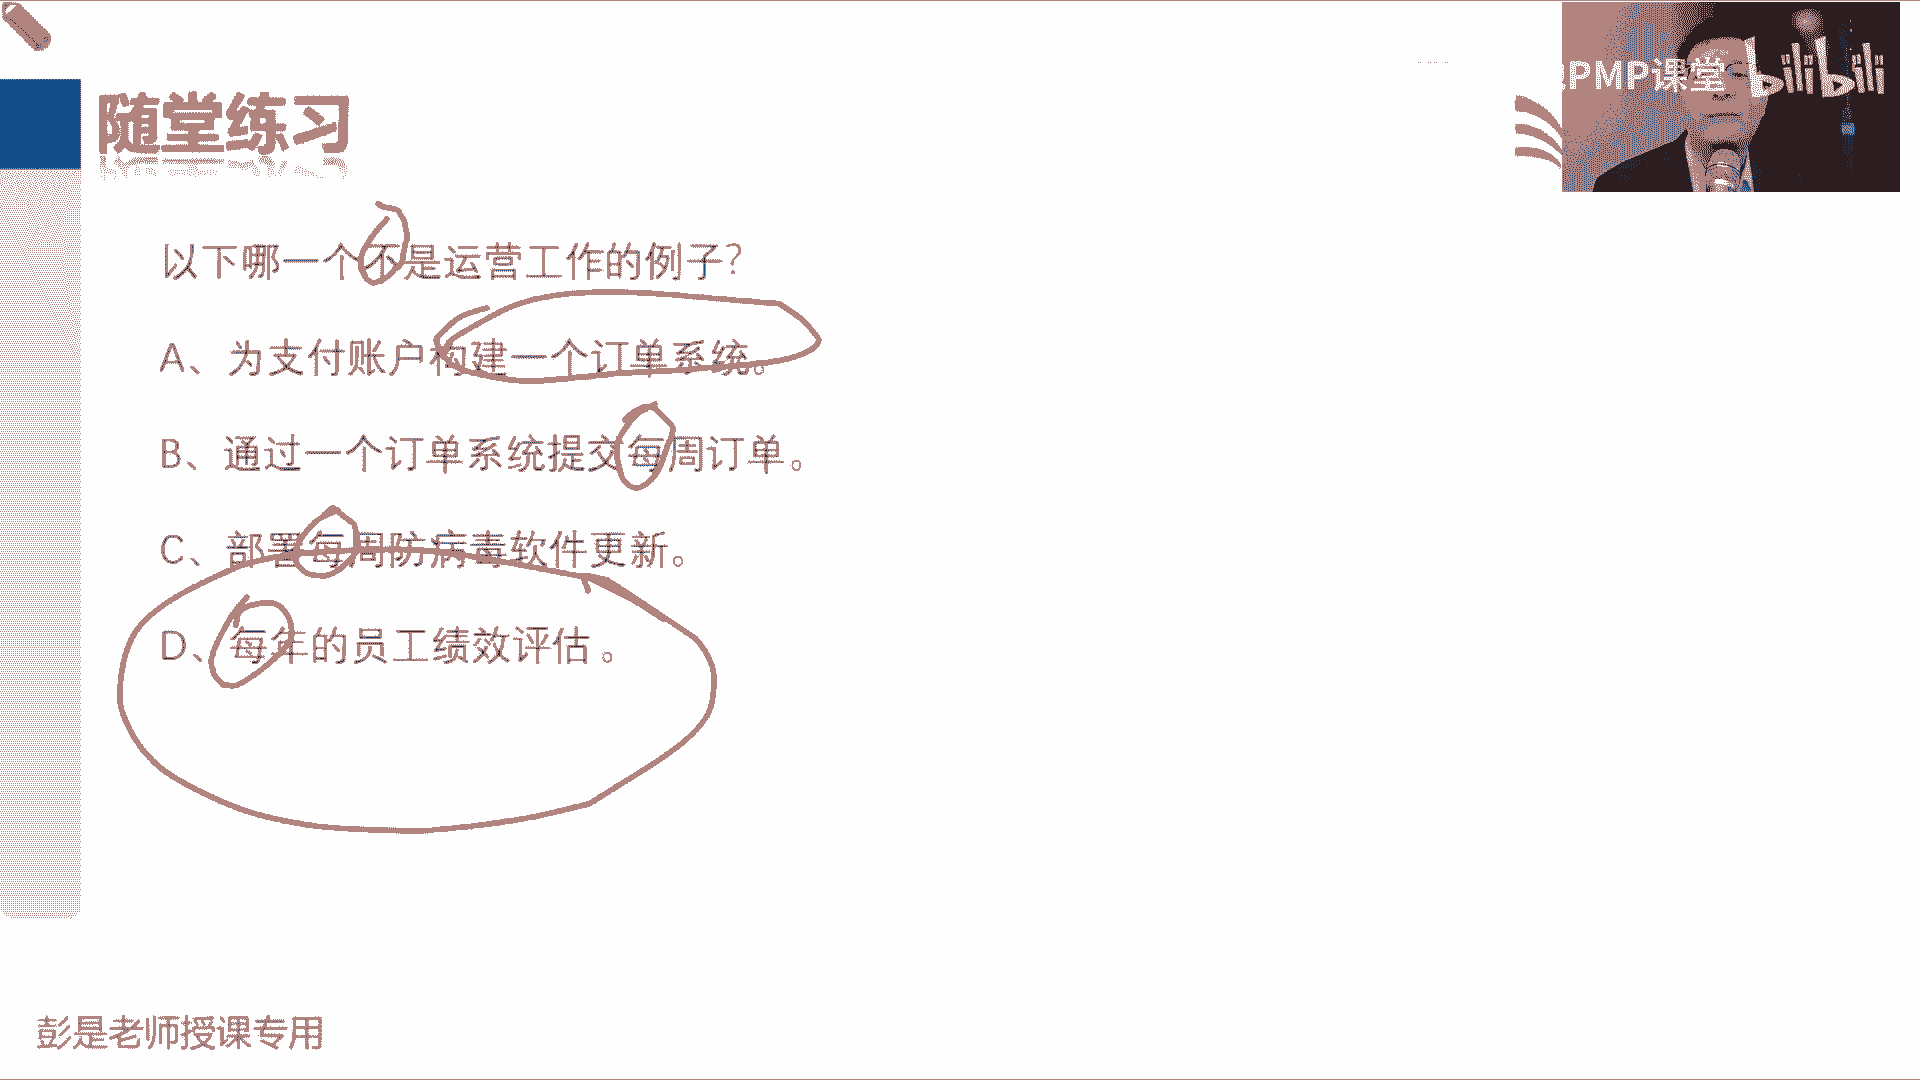 PMP课堂 bilibili
随堂练习
以下哪一个不是运营工作的例子？
A、为支付账户构建一个订单系统。
B、通过一个订单系统提交每周订单。
C、部署每周防病毒软件更新。
D、每年的员工绩效评估 。
彭是老师授课专用